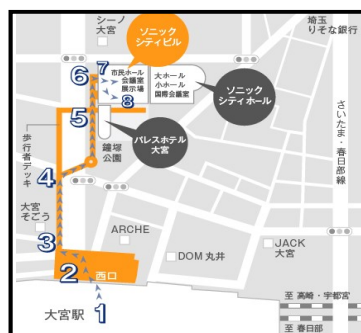 シーノ
大宮
ソニック
シティビル
埼玉
りそな銀行
6
7
市民ホール
会議室
展示場
8
大ホール
小ホール
国際会議室
ソニック
シティホール
5
パレスホテル
大宮
鐘塚
公園
歩行者デッキ
4
さいたま・春日部線
大宮
そごう
3
ARCHE
JACK
大宮
DOM 丸井
2
西口
1
大宮駅
至 高崎・宇都宮
至 春日部